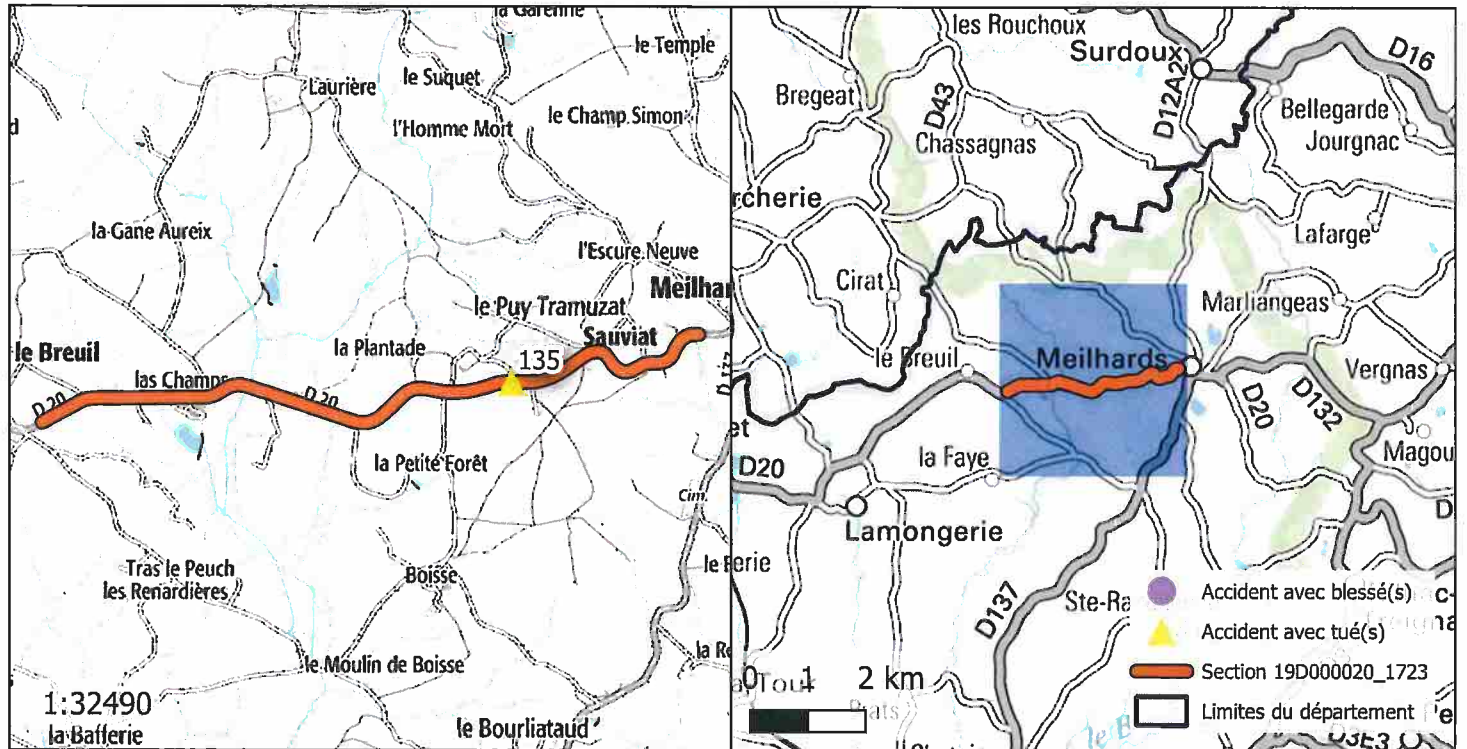 la Garenne
le Temple
Laurière
le Suquet
l'Homme Mort
le Champ Simon
la Gane Aureix
l'Escure Neuve
Meilhar
le Puy Tramuzat
Sauviat
le Breuil
la Plantade
135
las Champs
D 20
D 20
la Petite Forêt
Cim.
Tras le Peuch
les Renardières
Boisse
le Moulin de Boisse
1:32490
la Bafferie
le Bourliataud
les Rouchoux
Surdoux
D16
Bregeat
D43
D12A2
Bellegarde
Jourgnac
Chassagnas
rcherie
Lafarge
Cirat
Marliangeas
le Breuil
Meilhards
Vergnas
D20
D132
la Faye
Magou
D20
Lamongerie
D137
Ste-Ra
Accident avec blessé(s)
Accident avec tué(s)
Section 19D000020_1723
Limites du département
0 1 2 km
D3E3